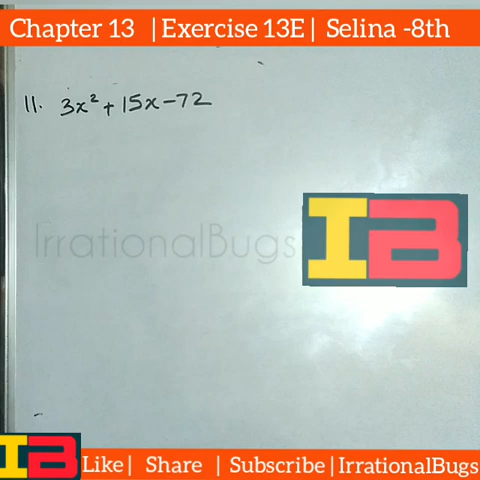 Chapter 13 | Exercise 13E | Selina -8th
11. 3x² + 15x - 72
IrrationalBugs
IB
IB Like | Share | Subscribe | IrrationalBugs